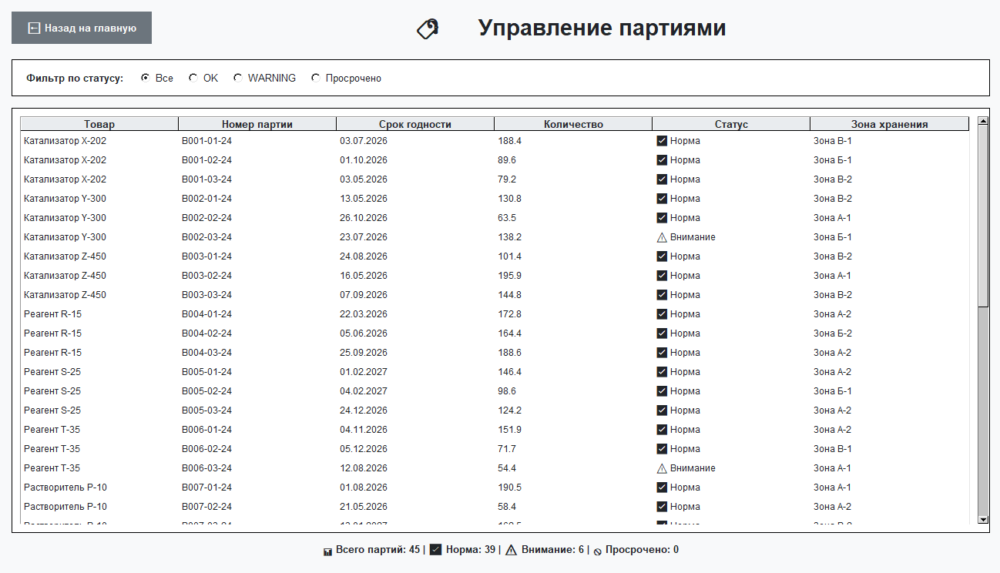 Назад на главную
Управление партиями
Фильтр по статусу: Все OK WARNING Просрочено
Товар Номер партии Срок годности Количество Статус Зона хранения
Катализатор X-202 B001-01-24 03.07.2026 188.4 Норма Зона В-1
Катализатор X-202 B001-02-24 01.10.2026 89.6 Норма Зона Б-1
Катализатор X-202 B001-03-24 03.05.2026 79.2 Норма Зона В-2
Катализатор Y-300 B002-01-24 13.05.2026 130.8 Норма Зона В-2
Катализатор Y-300 B002-02-24 26.10.2026 63.5 Норма Зона А-1
Катализатор Y-300 B002-03-24 23.07.2026 138.2 Внимание Зона Б-1
Катализатор Z-450 B003-01-24 24.08.2026 101.4 Норма Зона В-2
Катализатор Z-450 B003-02-24 16.05.2026 195.9 Норма Зона А-1
Катализатор Z-450 B003-03-24 07.09.2026 144.8 Норма Зона В-2
Реагент R-15 B004-01-24 22.03.2026 172.8 Норма Зона А-2
Реагент R-15 B004-02-24 05.06.2026 164.4 Норма Зона Б-2
Реагент R-15 B004-03-24 25.09.2026 188.6 Норма Зона А-2
Реагент S-25 B005-01-24 01.02.2027 146.4 Норма Зона А-2
Реагент S-25 B005-02-24 04.02.2027 98.6 Норма Зона Б-1
Реагент S-25 B005-03-24 24.12.2026 124.2 Норма Зона А-2
Реагент T-35 B006-01-24 04.11.2026 151.9 Норма Зона А-2
Реагент T-35 B006-02-24 05.12.2026 71.7 Норма Зона В-1
Реагент T-35 B006-03-24 12.08.2026 54.4 Внимание Зона А-1
Растворитель P-10 B007-01-24 01.08.2026 190.5 Норма Зона А-1
Растворитель P-10 B007-02-24 21.05.2026 58.4 Норма Зона А-2
Всего партий: 45 | Норма: 39 | Внимание: 6 | Просрочено: 0